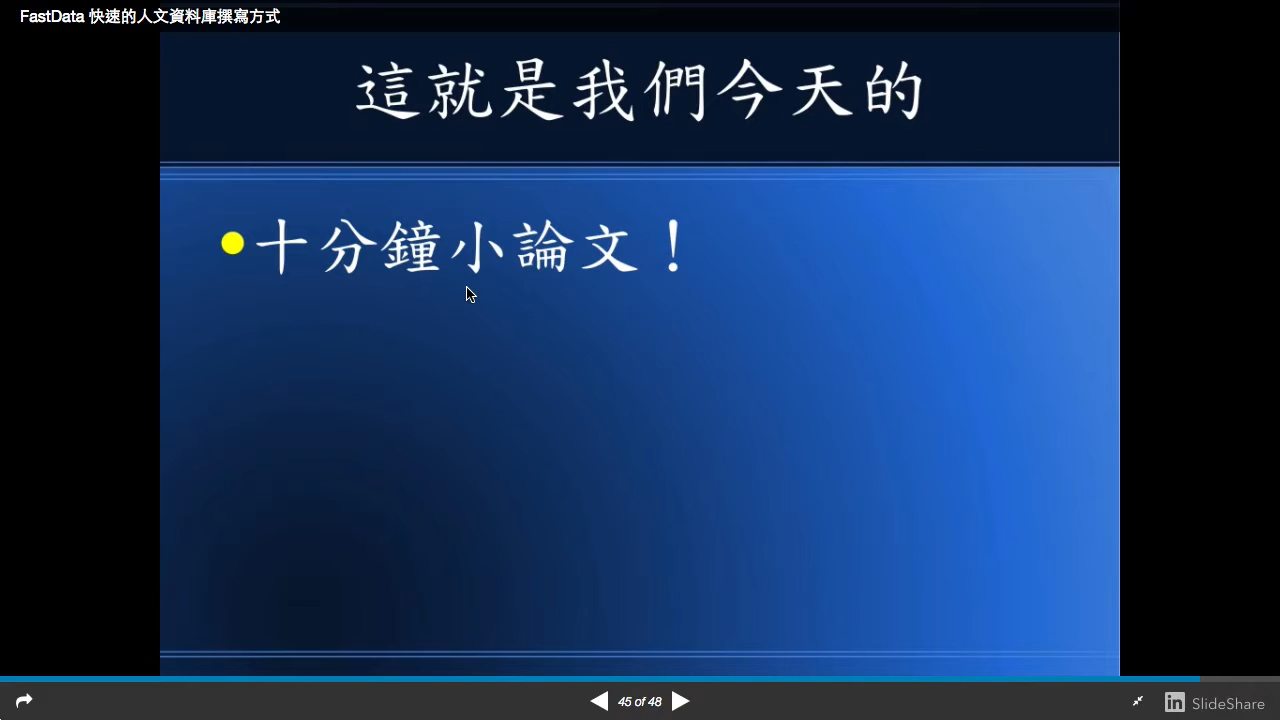 FastData 快速的人文資料庫撰寫方式
這就是我們今天的
十分鐘小論文！
45 of 48
in SlideShare